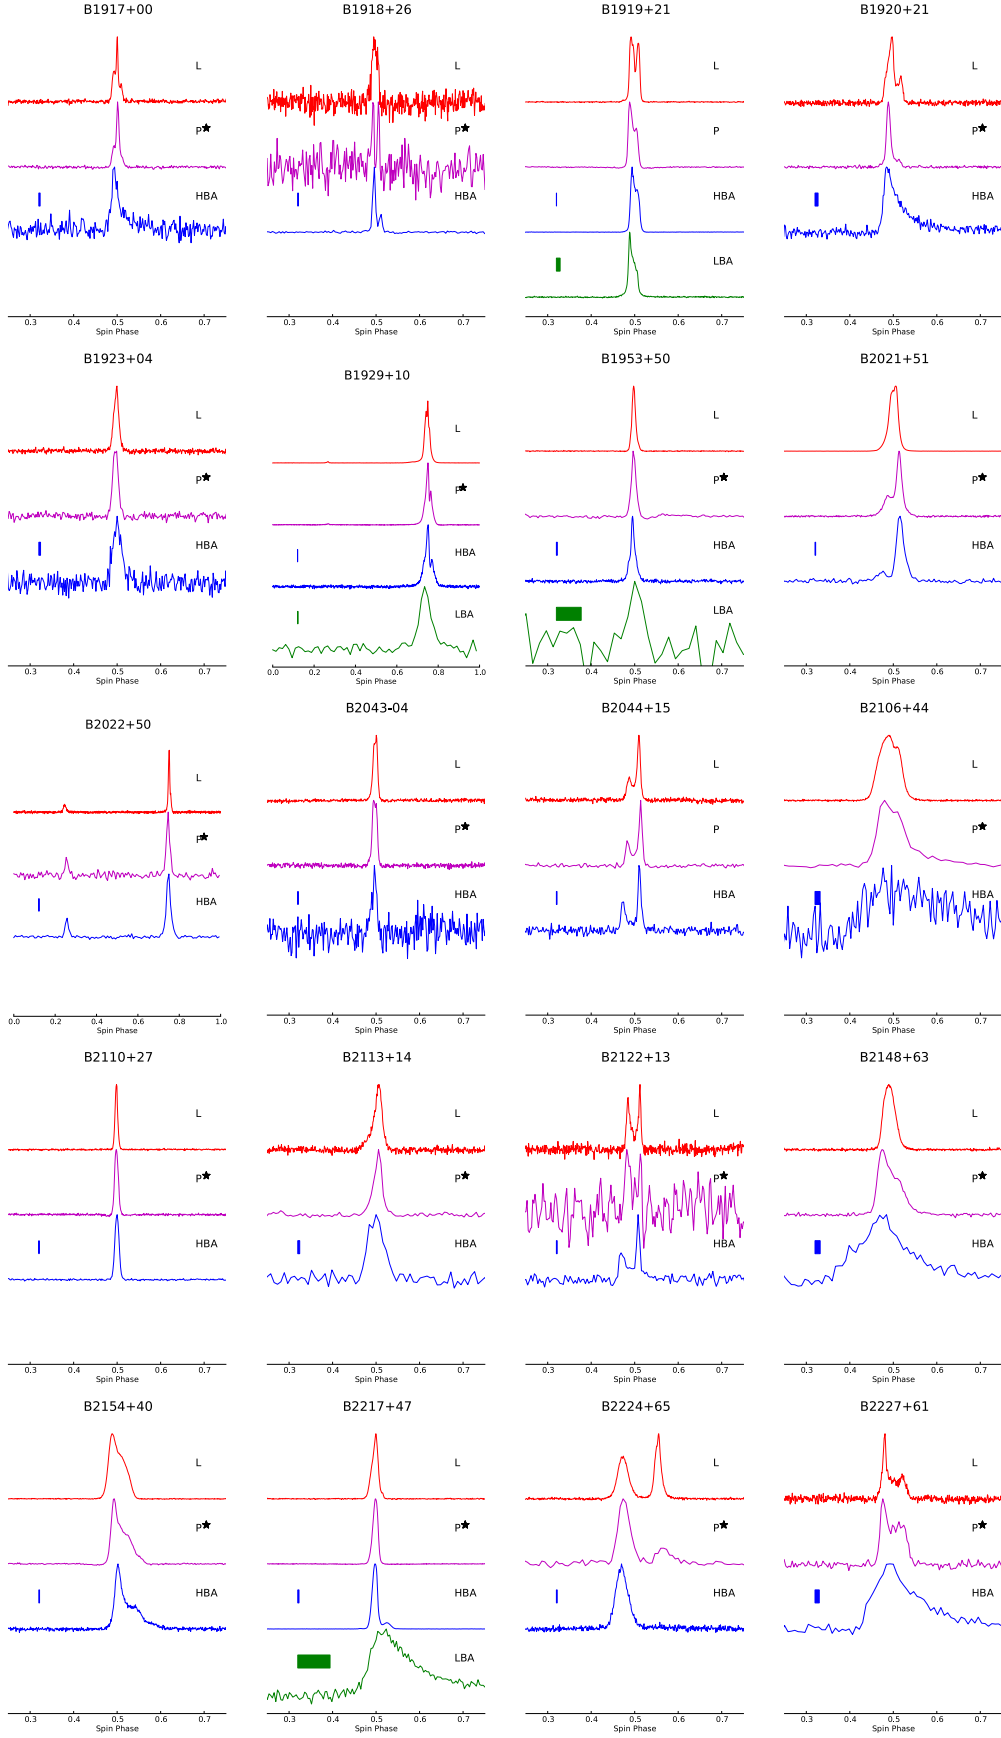 B1917+00
L
P★
HBA
0.3 0.4 0.5 0.6 0.7
Spin Phase
B1918+26
L
P★
HBA
0.3 0.4 0.5 0.6 0.7
Spin Phase
B1919+21
L
P
HBA
LBA
0.3 0.4 0.5 0.6 0.7
Spin Phase
B1920+21
L
P★
HBA
0.3 0.4 0.5 0.6 0.7
Spin Phase
B1923+04
L
P★
HBA
0.3 0.4 0.5 0.6 0.7
Spin Phase
B1929+10
L
P★
HBA
LBA
0.0 0.2 0.4 0.6 0.8 1.0
Spin Phase
B1953+50
L
P★
HBA
LBA
0.3 0.4 0.5 0.6 0.7
Spin Phase
B2021+51
L
P★
HBA
0.3 0.4 0.5 0.6 0.7
Spin Phase
B2022+50
L
P★
HBA
0.0 0.2 0.4 0.6 0.8 1.0
Spin Phase
B2043-04
L
P★
HBA
0.3 0.4 0.5 0.6 0.7
Spin Phase
B2044+15
L
P
HBA
0.3 0.4 0.5 0.6 0.7
Spin Phase
B2106+44
L
P★
HBA
0.3 0.4 0.5 0.6 0.7
Spin Phase
B2110+27
L
P★
HBA
0.3 0.4 0.5 0.6 0.7
Spin Phase
B2113+14
L
P★
HBA
0.3 0.4 0.5 0.6 0.7
Spin Phase
B2122+13
L
P★
HBA
0.3 0.4 0.5 0.6 0.7
Spin Phase
B2148+63
L
P★
HBA
0.3 0.4 0.5 0.6 0.7
Spin Phase
B2154+40
L
P★
HBA
0.3 0.4 0.5 0.6 0.7
Spin Phase
B2217+47
L
P★
HBA
LBA
0.3 0.4 0.5 0.6 0.7
Spin Phase
B2224+65
L
P★
HBA
0.3 0.4 0.5 0.6 0.7
Spin Phase
B2227+61
L
P★
HBA
0.3 0.4 0.5 0.6 0.7
Spin Phase